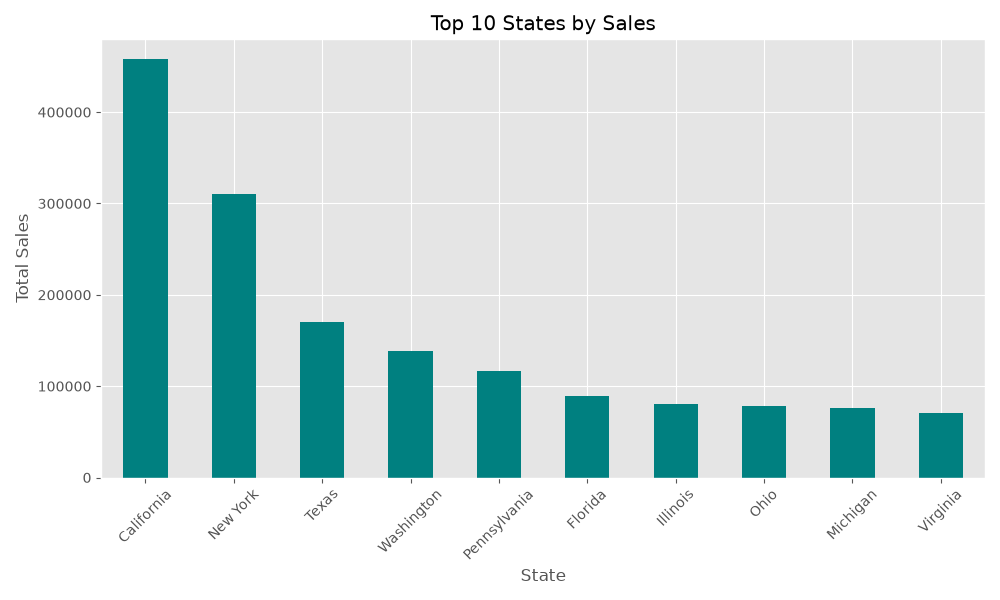 Top 10 States by Sales
Total Sales
400000
300000
200000
100000
0
California
New York
Texas
Washington
Pennsylvania
Florida
Illinois
Ohio
Michigan
Virginia
State